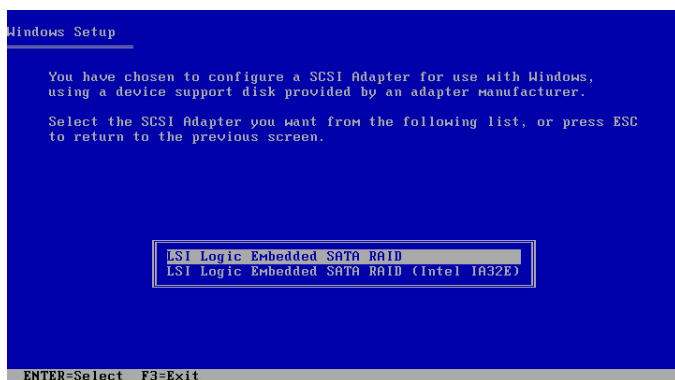 Windows Setup
You have chosen to configure a SCSI Adapter for use with Windows,
using a device support disk provided by an adapter manufacturer.
Select the SCSI Adapter you want from the following list, or press ESC
to return to the previous screen.
LSI Logic Embedded SATA RAID
LSI Logic Embedded SATA RAID (Intel IA32E)
ENTER=Select F3=Exit